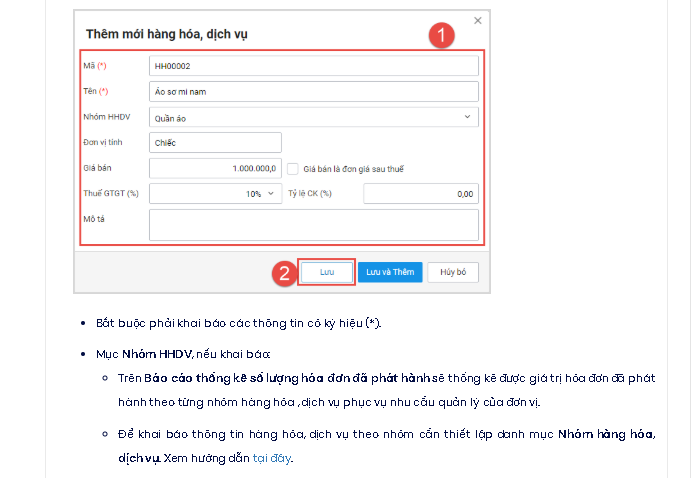 Thêm mới hàng hóa, dịch vụ
1
Mã (*) HH00002
Tên (*) Áo sơ mi nam
Nhóm HHDV Quần áo
Đơn vị tính Chiếc
Giá bán 1.000.000,0 Giá bán là đơn giá sau thuế
Thuế GTGT (%) 10% Tỷ lệ CK (%) 0,00
Mô tả
2 Lưu Lưu và Thêm Hủy bỏ
• Bắt buộc phải khai báo các thông tin có ký hiệu (*).
• Mục Nhóm HHDV, nếu khai báo:
Trên Báo cáo thống kê số lượng hóa đơn đã phát hành sẽ thống kê được giá trị hóa đơn đã phát
hành theo từng nhóm hàng hóa ,dịch vụ phục vụ nhu cầu quản lý của đơn vị.
Để khai báo thông tin hàng hóa, dịch vụ theo nhóm cần thiết lập danh mục Nhóm hàng hóa,
dịch vụ. Xem hướng dẫn tại đây.